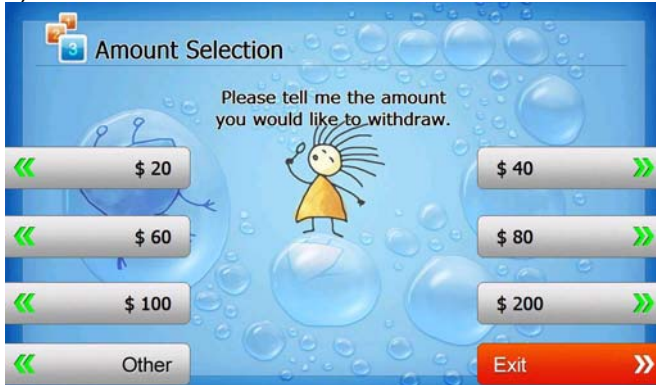 3
Amount Selection
Please tell me the amount
you would like to withdraw.
$ 20
$ 40
$ 60
$ 80
$ 100
$ 200
Other
Exit